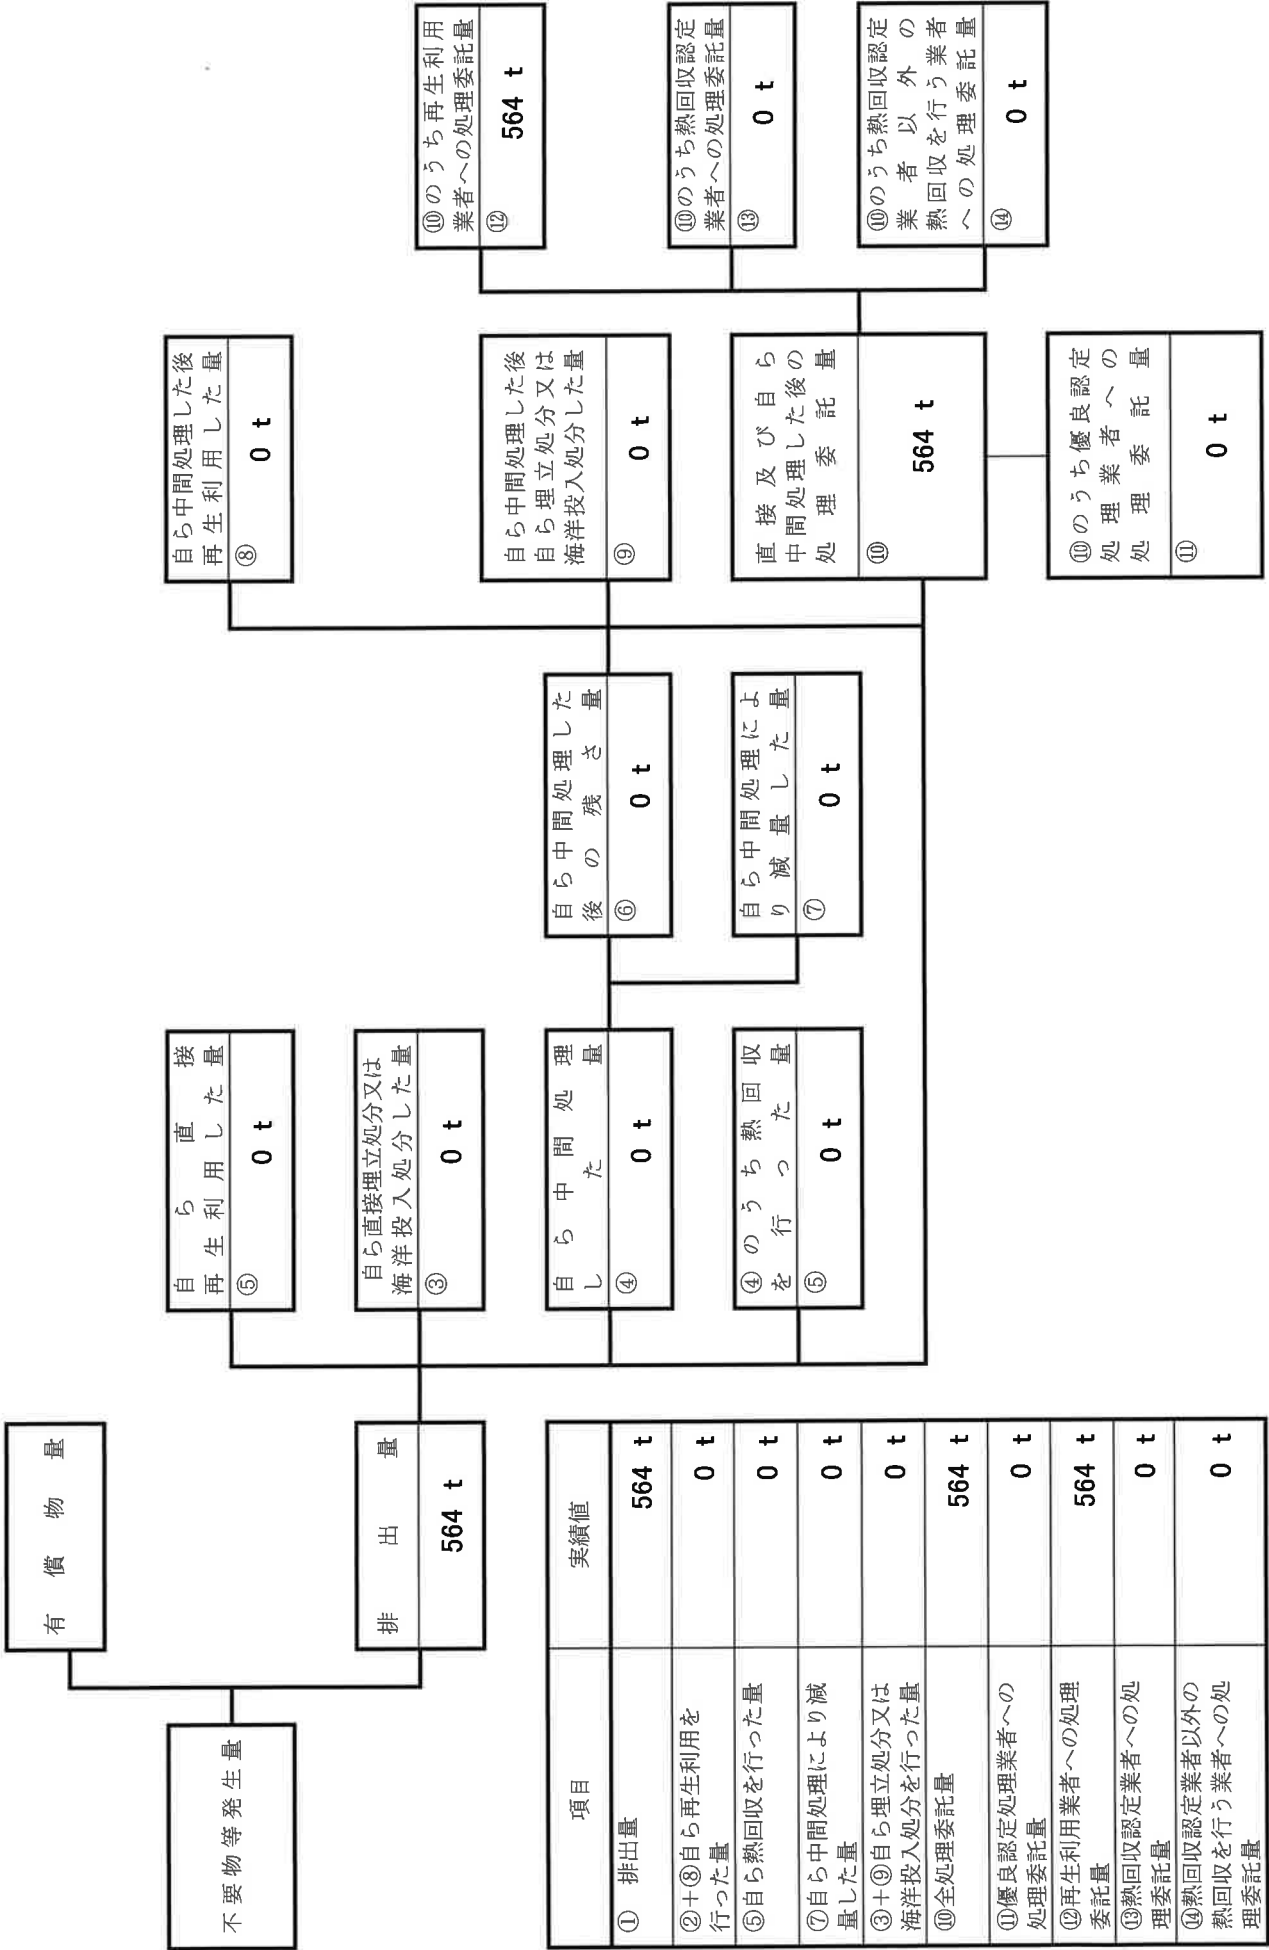 不要物等発生量
有償物量
排出量
564 t
自ら直接
再生利用した量
⑤
0 t
自ら直接埋立処分又は
海洋投入処分した量
③
0 t
自ら中間処理
した量
④
0 t
④のうち熱回収
を行った量
⑤
0 t
自ら中間処理した
後の残さ量
⑥
0 t
自ら中間処理によ
り減量した量
⑦
0 t
自ら中間処理した後
再生利用した量
⑧
0 t
自ら中間処理した後
自ら埋立処分又は
海洋投入処分した量
⑨
0 t
直接及び自ら
中間処理した後の
処理委託量
⑩
564 t
⑩のうち優良認定
処理業者への
処理委託量
⑪
0 t
⑩のうち再生利用
業者への処理委託量
⑫
564 t
⑩のうち熱回収認定
業者への処理委託量
⑬
0 t
⑩のうち熱回収認定
業者以外の
熱回収を行う業者
への処理委託量
⑭
0 t
項目 実績値
① 排出量 564 t
②+⑧自ら再生利用を
行った量 0 t
⑤自ら熱回収を行った量 0 t
⑦自ら中間処理により減
量した量 0 t
③+⑨自ら埋立処分又は
海洋投入処分を行った量 0 t
⑩全処理委託量 564 t
⑪優良認定処理業者への
処理委託量 0 t
⑫再生利用業者への処理
委託量 564 t
⑬熱回収認定業者への処
理委託量 0 t
⑭熱回収認定業者以外の
熱回収を行う業者への処
理委託量 0 t